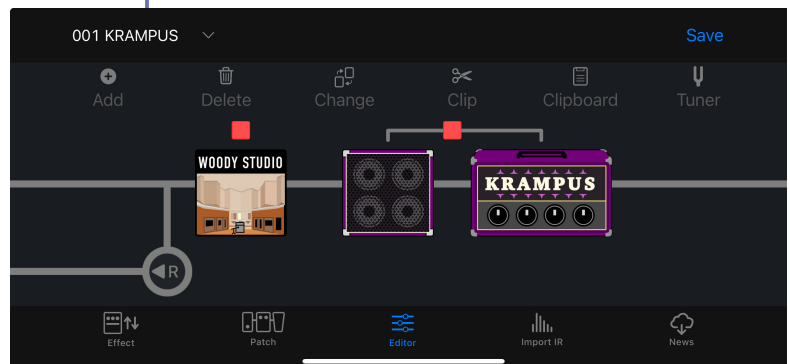 001 KRAMPUS
Save
Add
Delete
Change
Clip
Clipboard
Tuner
WOODY STUDIO
KRAMPUS
R
Effect
Patch
Editor
Import IR
News